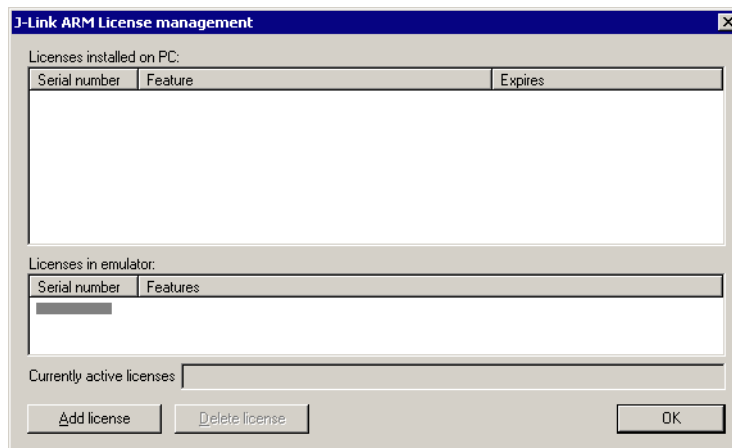 J-Link ARM License management
Licenses installed on PC:
Serial number Feature Expires
Licenses in emulator:
Serial number Features
Currently active licenses
Add license Delete license OK